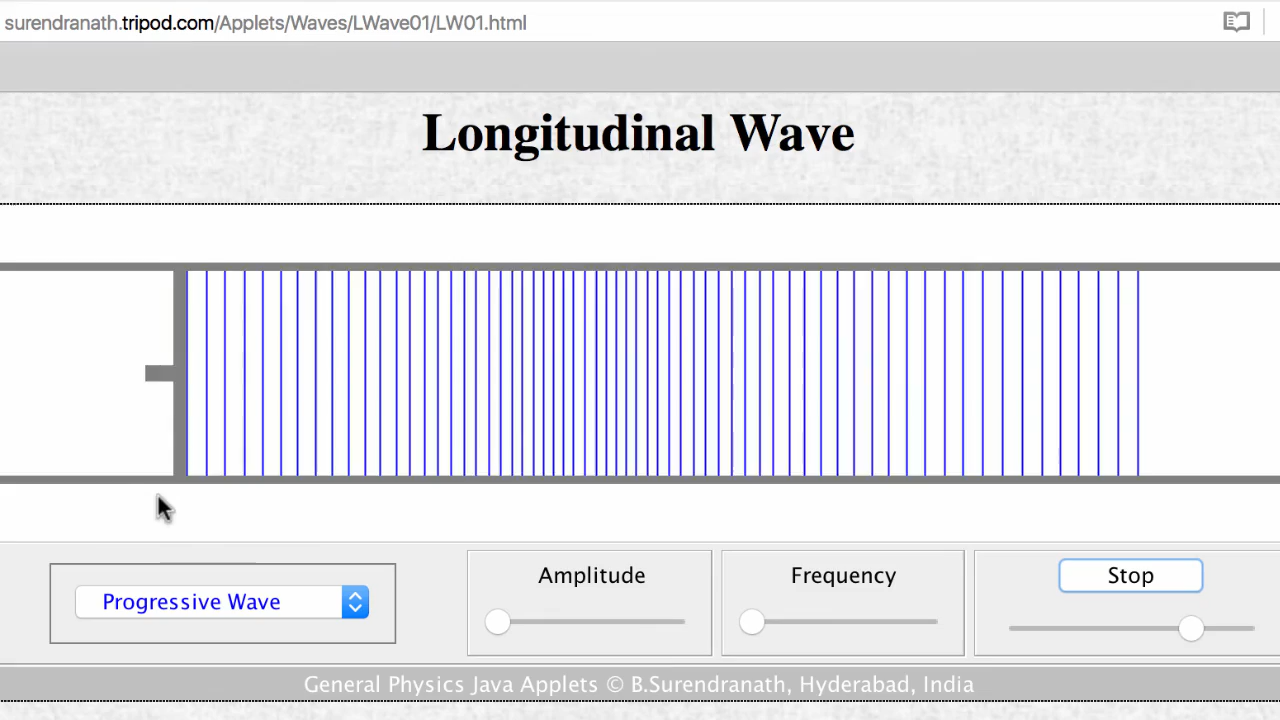 surendranath.tripod.com/Applets/Waves/LWave01/LW01.html
Longitudinal Wave
Progressive Wave
Amplitude
Frequency
Stop
General Physics Java Applets © B.Surendranath, Hyderabad, India